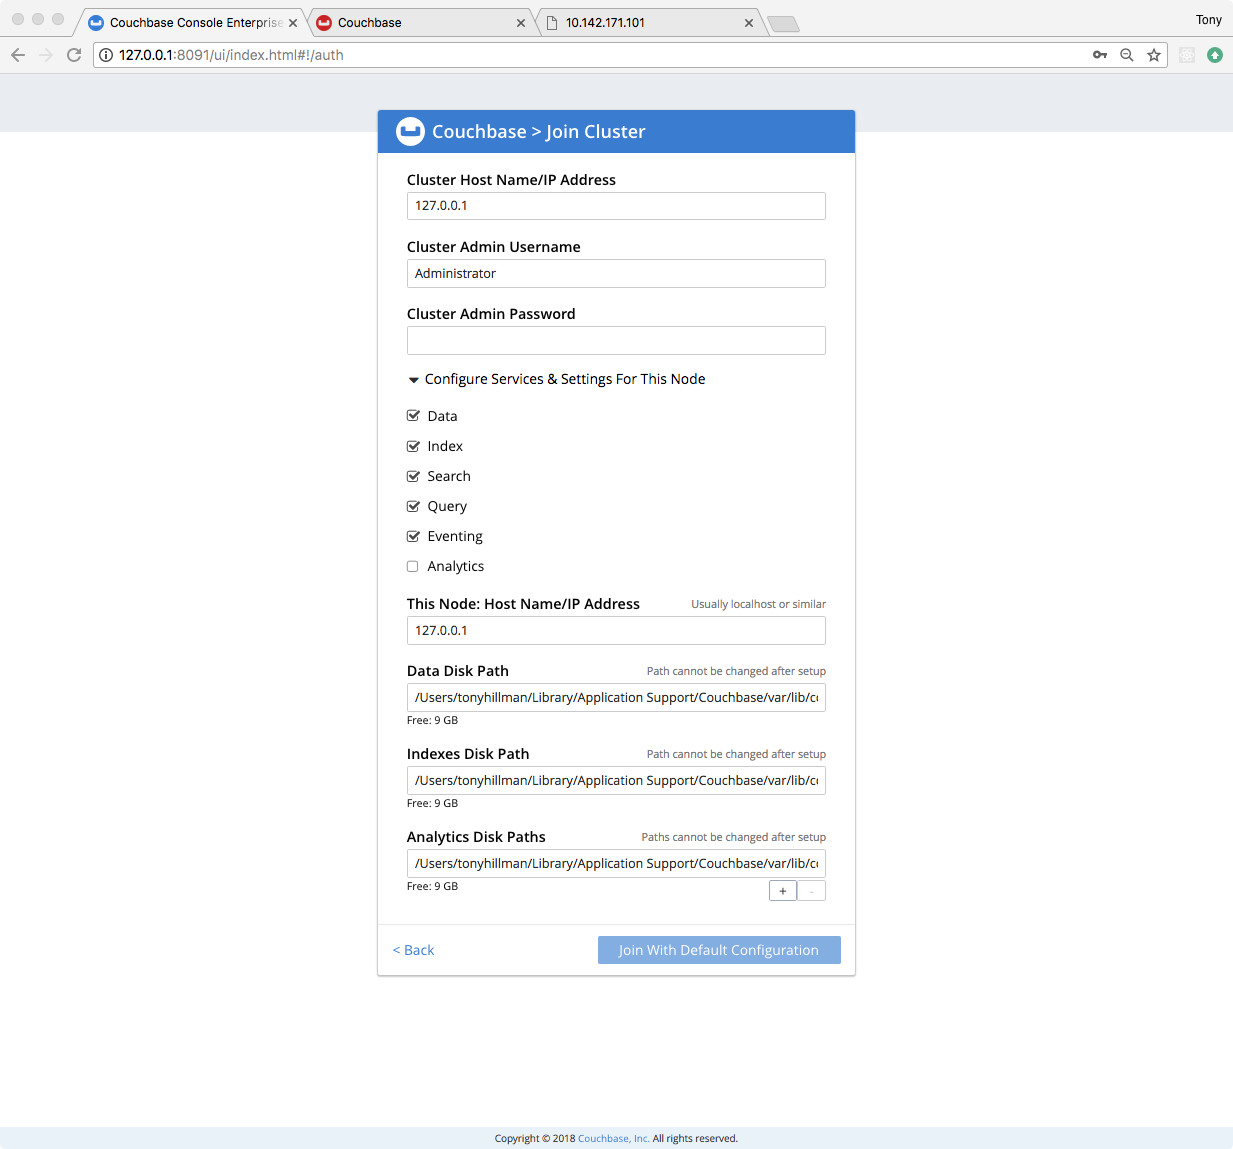 Couchbase Console Enterprise
Couchbase
10.142.171.101
Tony
127.0.0.1:8091/ui/index.html#!/auth
Couchbase > Join Cluster
Cluster Host Name/IP Address
127.0.0.1
Cluster Admin Username
Administrator
Cluster Admin Password
Configure Services & Settings For This Node
Data
Index
Search
Query
Eventing
Analytics
This Node: Host Name/IP Address Usually localhost or similar
127.0.0.1
Data Disk Path Path cannot be changed after setup
/Users/tonyhillman/Library/Application Support/Couchbase/var/lib/co
Free: 9 GB
Indexes Disk Path Path cannot be changed after setup
/Users/tonyhillman/Library/Application Support/Couchbase/var/lib/co
Free: 9 GB
Analytics Disk Paths Paths cannot be changed after setup
/Users/tonyhillman/Library/Application Support/Couchbase/var/lib/co
Free: 9 GB + -
< Back Join With Default Configuration
Copyright © 2018 Couchbase, Inc. All rights reserved.